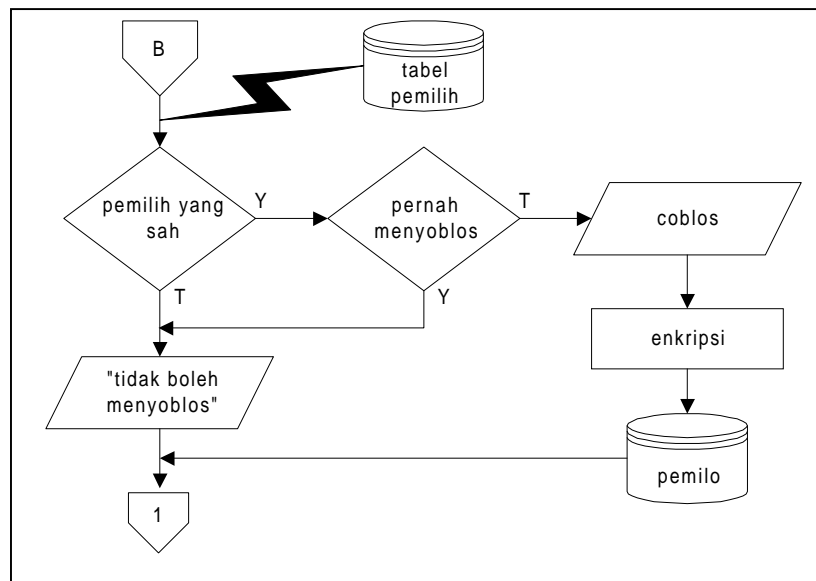 B
tabel
pemilih
pemilih yang
sah
Y
pernah
menyoblos
T
coblos
T
Y
enkripsi
"tidak boleh
menyoblos"
pemilo
1